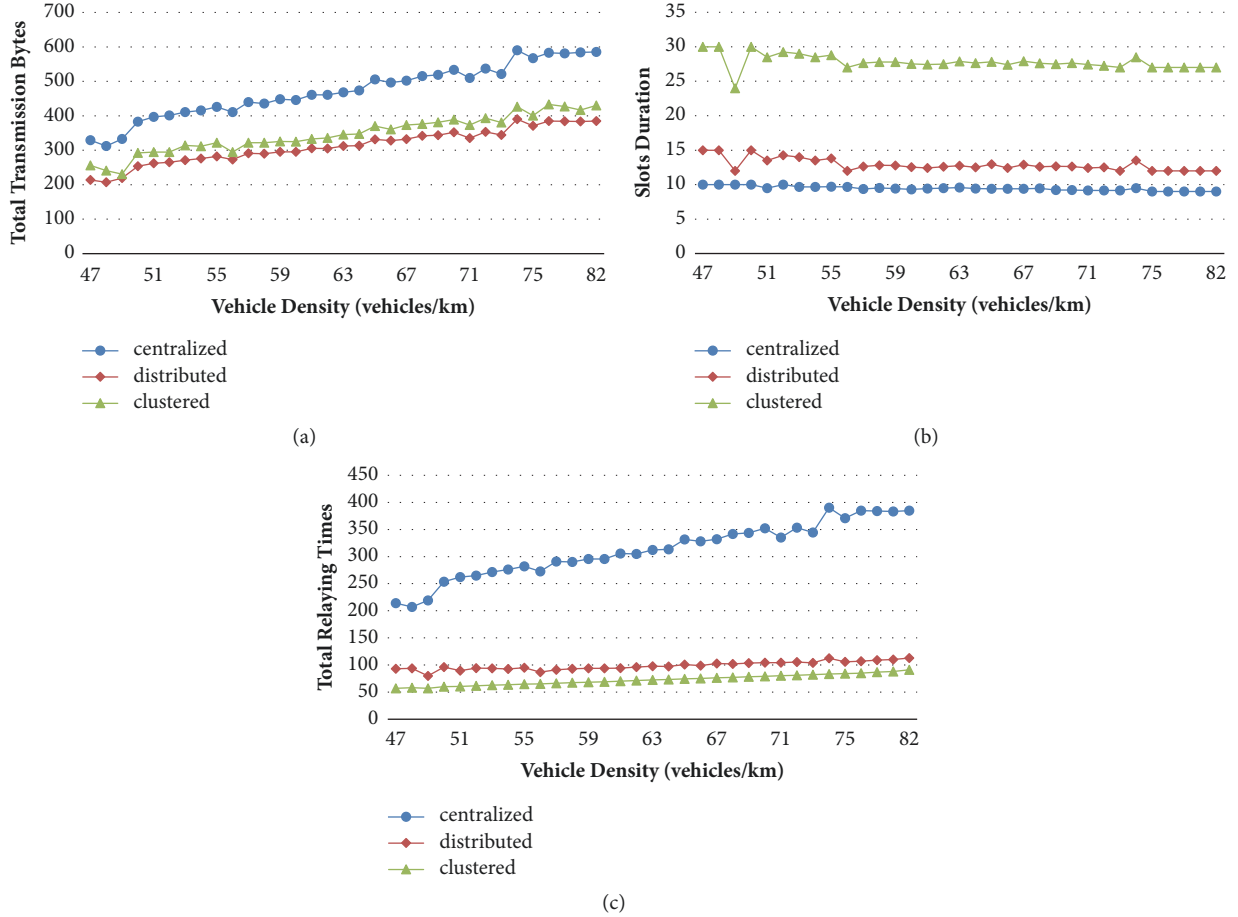 Total Transmission Bytes
700
600
500
400
300
200
100
0
47 51 55 59 63 67 71 75 82
Vehicle Density (vehicles/km)
centralized
distributed
clustered
(a)
Slots Duration
35
30
25
20
15
10
5
0
47 51 55 59 63 67 71 75 82
Vehicle Density (vehicles/km)
centralized
distributed
clustered
(b)
Total Relaying Times
450
400
350
300
250
200
150
100
50
0
47 51 55 59 63 67 71 75 82
Vehicle Density (vehicles/km)
centralized
distributed
clustered
(c)